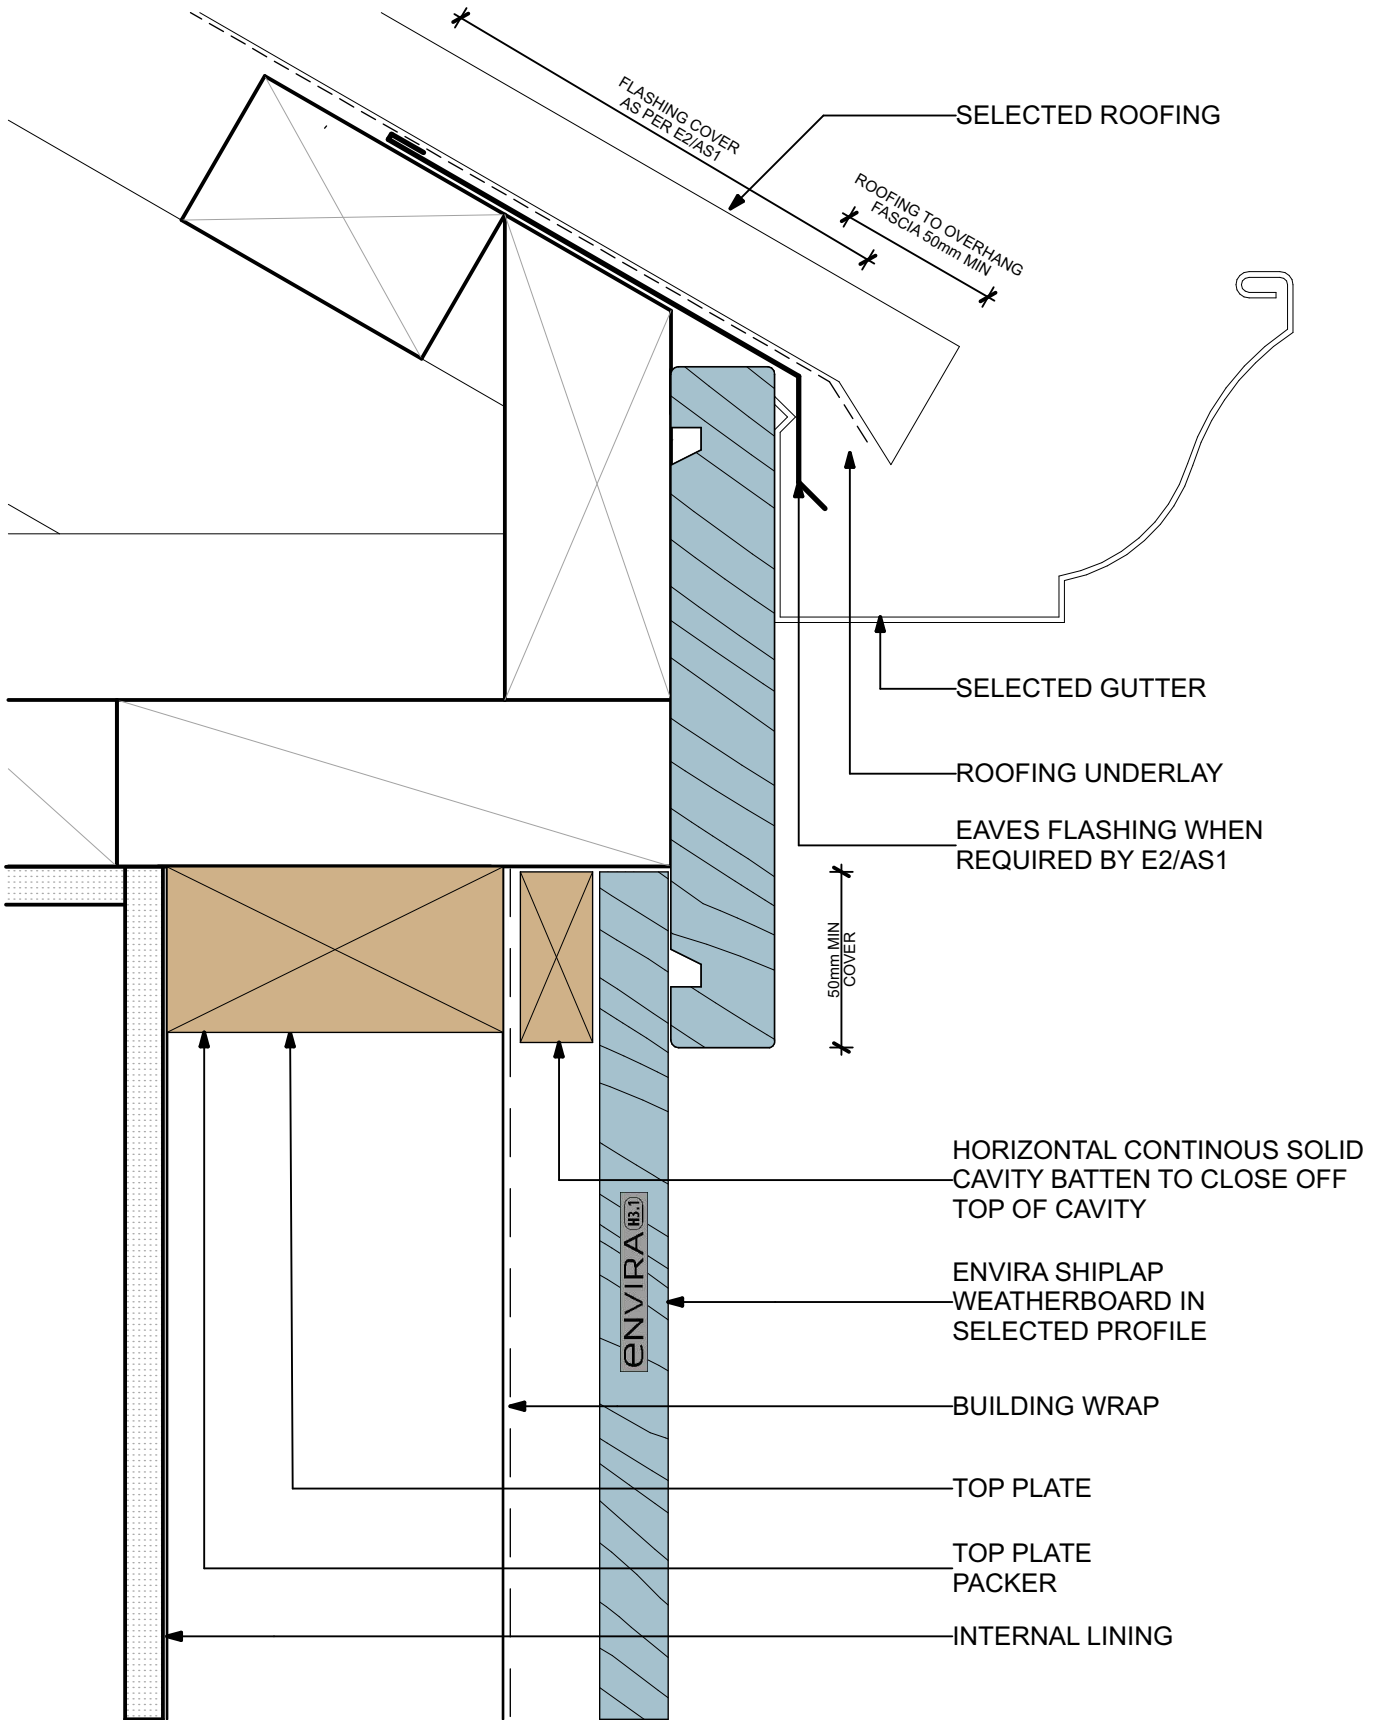 FLASHING COVER
AS PER E2/AS1
SELECTED ROOFING
ROOFING TO OVERHANG
FASCIA 50mm MIN
SELECTED GUTTER
ROOFING UNDERLAY
EAVES FLASHING WHEN
REQUIRED BY E2/AS1
50mm MIN
COVER
HORIZONTAL CONTINOUS SOLID
CAVITY BATTEN TO CLOSE OFF
TOP OF CAVITY
eNVIRA H3.1
ENVIRA SHIPLAP
WEATHERBOARD IN
SELECTED PROFILE
BUILDING WRAP
TOP PLATE
TOP PLATE
PACKER
INTERNAL LINING